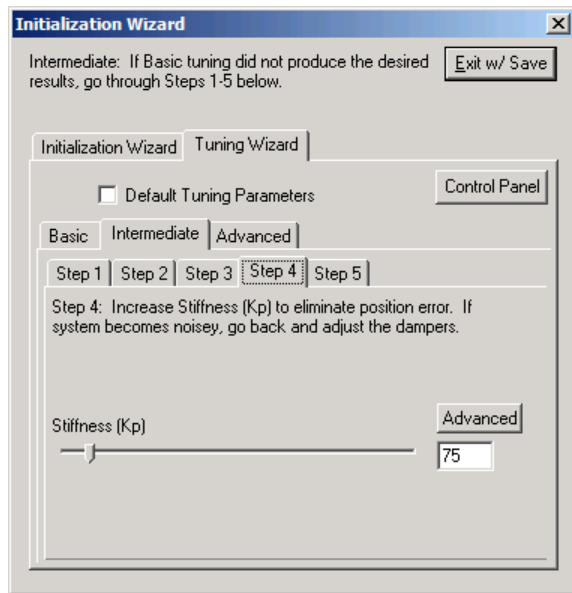 Initialization Wizard
Intermediate: If Basic tuning did not produce the desired
results, go through Steps 1-5 below.
Exit w/ Save
Initialization Wizard
Tuning Wizard
Default Tuning Parameters
Control Panel
Basic
Intermediate
Advanced
Step 1
Step 2
Step 3
Step 4
Step 5
Step 4: Increase Stiffness (Kp) to eliminate position error. If
system becomes noisey, go back and adjust the dampers.
Stiffness (Kp)
Advanced
75